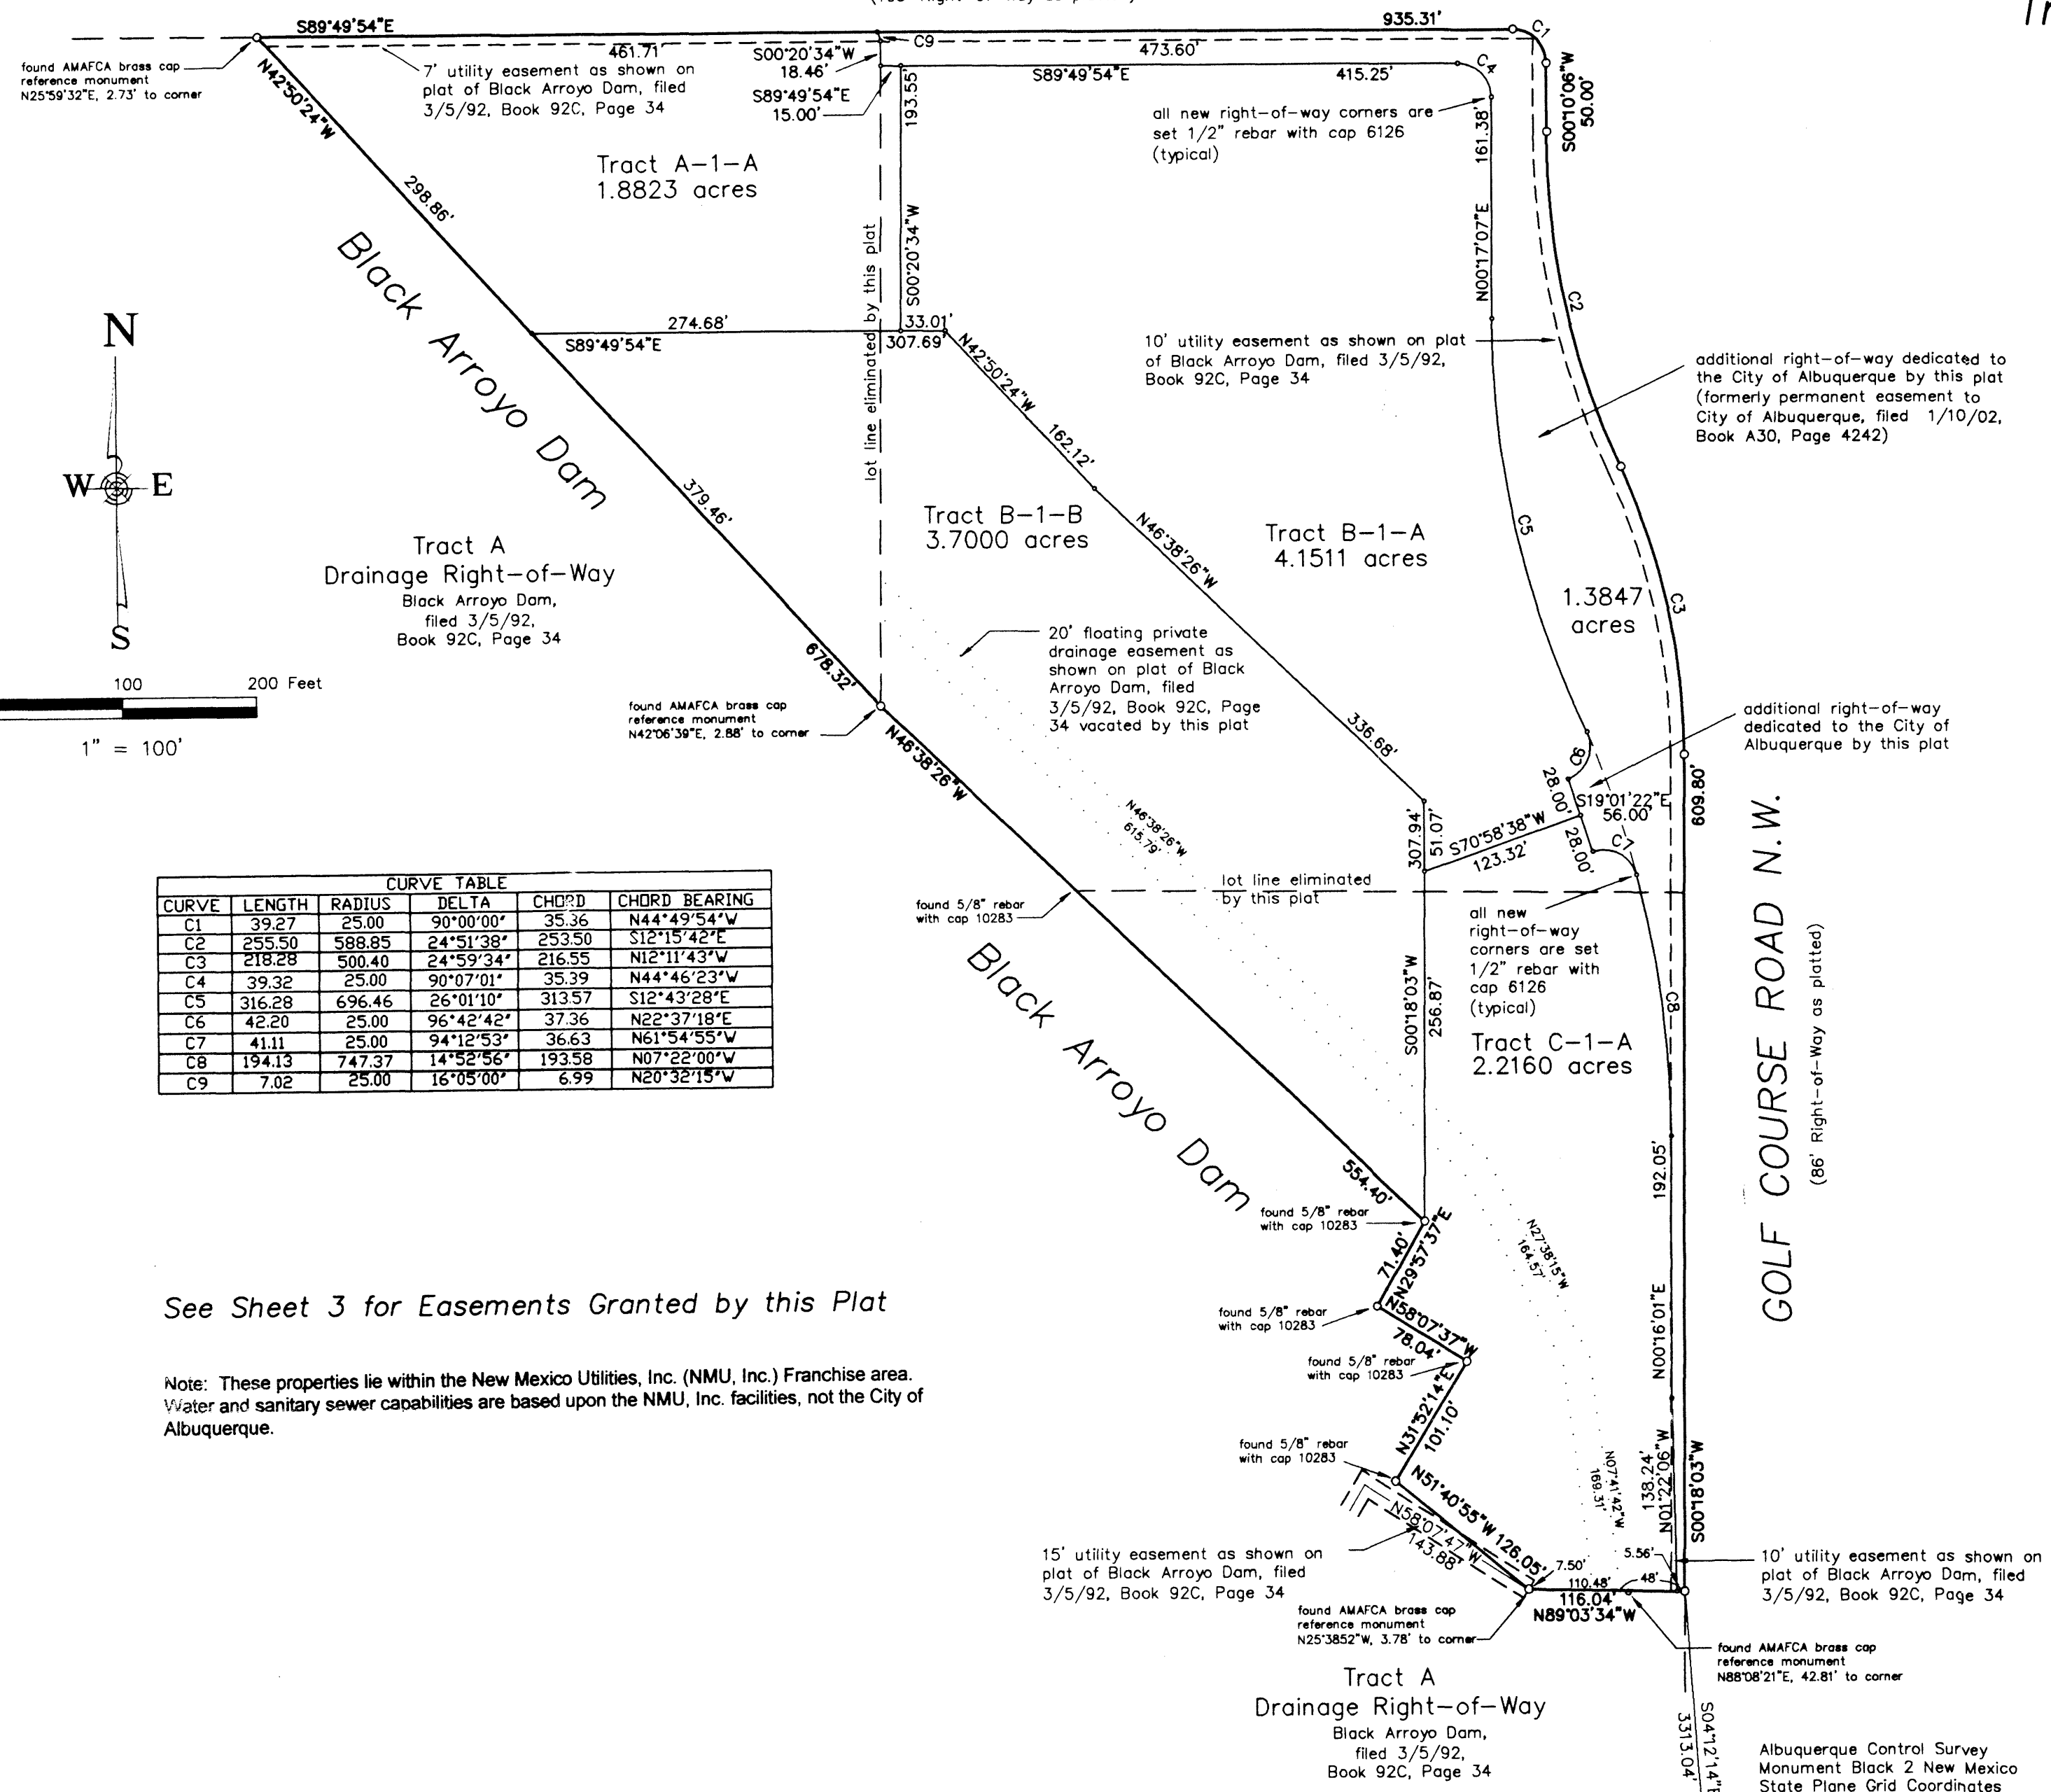 S89°49'54"E
935.31'
C1
461.71'
S00°20'34"W
18.46'
C9
473.60'
S89°49'54"E
15.00'
S89°49'54"E
415.25'
C4
found AMAFCA brass cap
reference monument
N25°59'32"E, 2.73' to corner
7' utility easement as shown on
plat of Black Arroyo Dam, filed
3/5/92, Book 92C, Page 34
193.55'
S00°20'34"W
all new right-of-way corners are
set 1/2" rebar with cap 6126
(typical)
161.38'
N00°17'07"E
S00°10'06"W
50.00'
N42°50'24"W
298.86'
Tract A-1-A
1.8823 acres
lot line eliminated by this plat
Black Arroyo Dam
274.68'
S89°49'54"E
33.01'
307.69'
N42°50'24"W
162.12'
C2
10' utility easement as shown on plat
of Black Arroyo Dam, filed 3/5/92,
Book 92C, Page 34
additional right-of-way dedicated to
the City of Albuquerque by this plat
(formerly permanent easement to
City of Albuquerque, filed 1/10/02,
Book A30, Page 4242)
N
W E
S
379.46'
Tract A
Drainage Right-of-Way
Black Arroyo Dam,
filed 3/5/92,
Book 92C, Page 34
Tract B-1-B
3.7000 acres
N46°38'26"W
336.68'
Tract B-1-A
4.1511 acres
C5
1.3847
acres
C3
100
200 Feet
1" = 100'
678.32'
found AMAFCA brass cap
reference monument
N42°06'39"E, 2.88' to corner
N46°38'26"W
20' floating private
drainage easement as
shown on plat of Black
Arroyo Dam, filed
3/5/92, Book 92C, Page
34 vacated by this plat
N46°38'26"W
615.79'
additional right-of-way
dedicated to the City of
Albuquerque by this plat
C6
28.00'
S19°01'22"E
56.00'
28.00'
C7
307.94'
51.07'
S70°58'38"W
123.32'
609.80'
GOLF COURSE ROAD N.W.
(86' Right-of-Way as platted)
CURVE TABLE
CURVE LENGTH RADIUS DELTA CHORD CHORD BEARING
C1 39.27 25.00 90°00'00" 35.36 N44°49'54"W
C2 255.50 588.85 24°51'38" 253.50 S12°15'42"E
C3 218.28 500.40 24°59'34" 216.55 N12°11'43"W
C4 39.32 25.00 90°07'01" 35.39 N44°46'23"W
C5 316.28 696.46 26°01'10" 313.57 S12°43'28"E
C6 42.20 25.00 96°42'42" 37.36 N22°37'18"E
C7 41.11 25.00 94°12'53" 36.63 N61°54'55"W
C8 194.13 747.37 14°52'56" 193.58 N07°22'00"W
C9 7.02 25.00 16°05'00" 6.99 N20°32'15"W
found 5/8" rebar
with cap 10283
lot line eliminated
by this plat
all new
right-of-way
corners are set
1/2" rebar with
cap 6126
(typical)
C8
S00°18'03"W
256.87'
Tract C-1-A
2.2160 acres
Black Arroyo Dam
554.40'
found 5/8" rebar
with cap 10283
71.40'
N29°57'37"E
found 5/8" rebar
with cap 10283
N58°07'37"W
78.04'
found 5/8" rebar
with cap 10283
N31°52'14"E
101.10'
found 5/8" rebar
with cap 10283
N51°40'55"W 126.05'
N58°07'47"W
143.88'
N27°38'15"W
164.57'
192.05'
N00°16'01"E
N07°41'42"W
169.31'
138.24'
N01°22'06"W
S00°18'03"W
See Sheet 3 for Easements Granted by this Plat
Note: These properties lie within the New Mexico Utilities, Inc. (NMU, Inc.) Franchise area.
Water and sanitary sewer capabilities are based upon the NMU, Inc. facilities, not the City of
Albuquerque.
15' utility easement as shown on
plat of Black Arroyo Dam, filed
3/5/92, Book 92C, Page 34
7.50'
5.56'
110.48'
48'
116.04'
N89°03'34"W
10' utility easement as shown on
plat of Black Arroyo Dam, filed
3/5/92, Book 92C, Page 34
found AMAFCA brass cap
reference monument
N25°3852"W, 3.78' to corner
found AMAFCA brass cap
reference monument
N88°08'21"E, 42.81' to corner
Tract A
Drainage Right-of-Way
Black Arroyo Dam,
filed 3/5/92,
Book 92C, Page 34
S04°12'14"E
3313.04'
Albuquerque Control Survey
Monument Black 2 New Mexico
State Plane Grid Coordinates